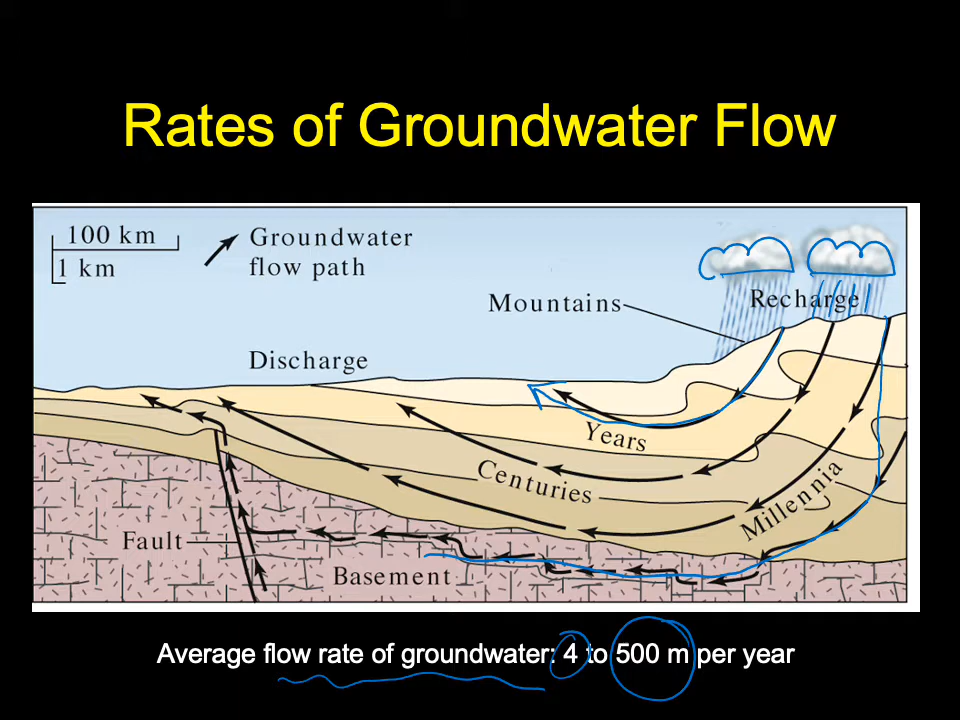 Rates of Groundwater Flow
100 km
1 km
Groundwater
flow path
Mountains
Recharge
Discharge
Years
Centuries
Millennia
Fault
Basement
Average flow rate of groundwater: 4 to 500 m per year